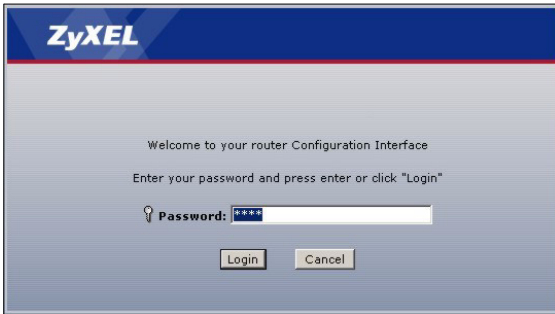 ZyXEL
Welcome to your router Configuration Interface
Enter your password and press enter or click "Login"
Password: ****
Login Cancel